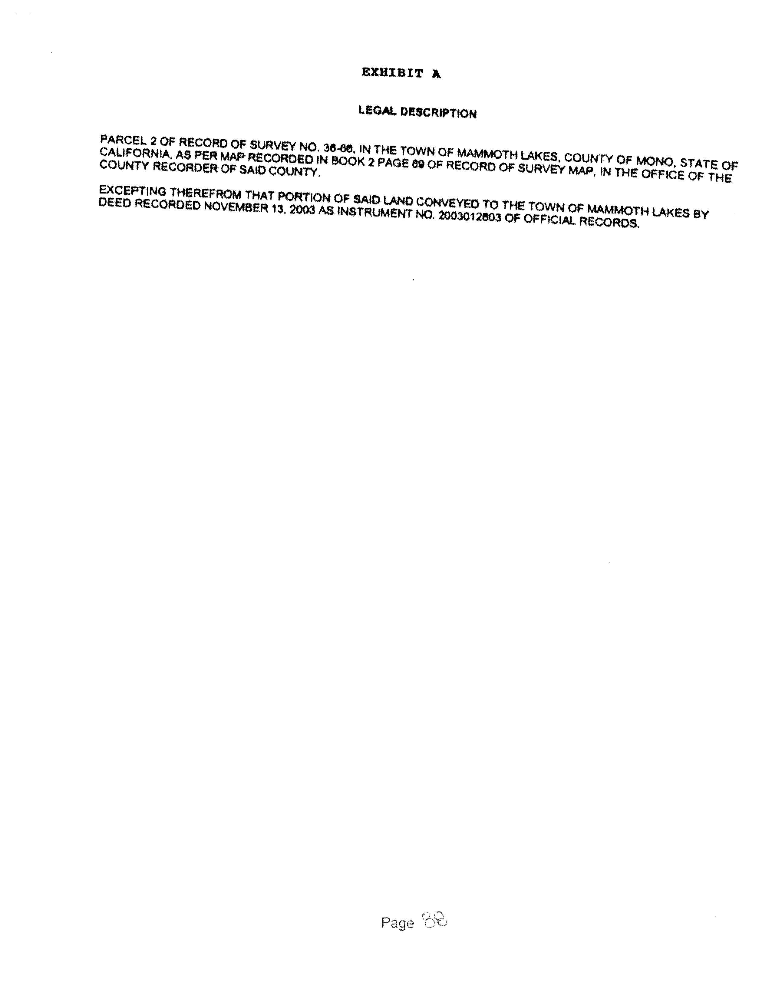 EXHIBIT A
LEGAL DESCRIPTION
PARCEL 2 OF RECORD OF SURVEY NO. 36-66, IN THE TOWN OF MAMMOTH LAKES, COUNTY OF MONO, STATE OF
CALIFORNIA, AS PER MAP RECORDED IN BOOK 2 PAGE 69 OF RECORD OF SURVEY MAP, IN THE OFFICE OF THE
COUNTY RECORDER OF SAID COUNTY.
EXCEPTING THEREFROM THAT PORTION OF SAID LAND CONVEYED TO THE TOWN OF MAMMOTH LAKES BY
DEED RECORDED NOVEMBER 13, 2003 AS INSTRUMENT NO. 2003012603 OF OFFICIAL RECORDS.
Page 88